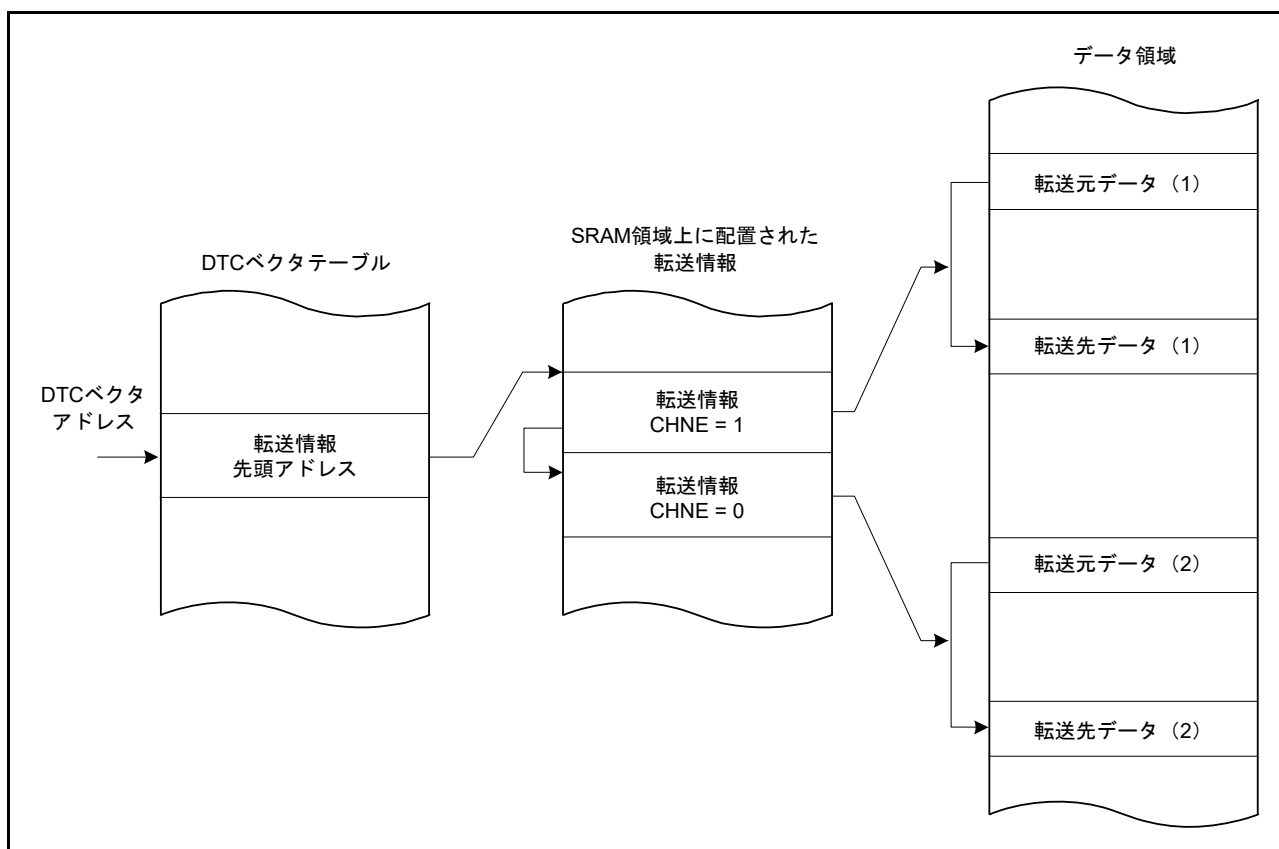 DTCベクタ
アドレス
DTCベクタテーブル
転送情報
先頭アドレス
SRAM領域上に配置された
転送情報
転送情報
CHNE = 1
転送情報
CHNE = 0
データ領域
転送元データ（1）
転送先データ（1）
転送元データ（2）
転送先データ（2）